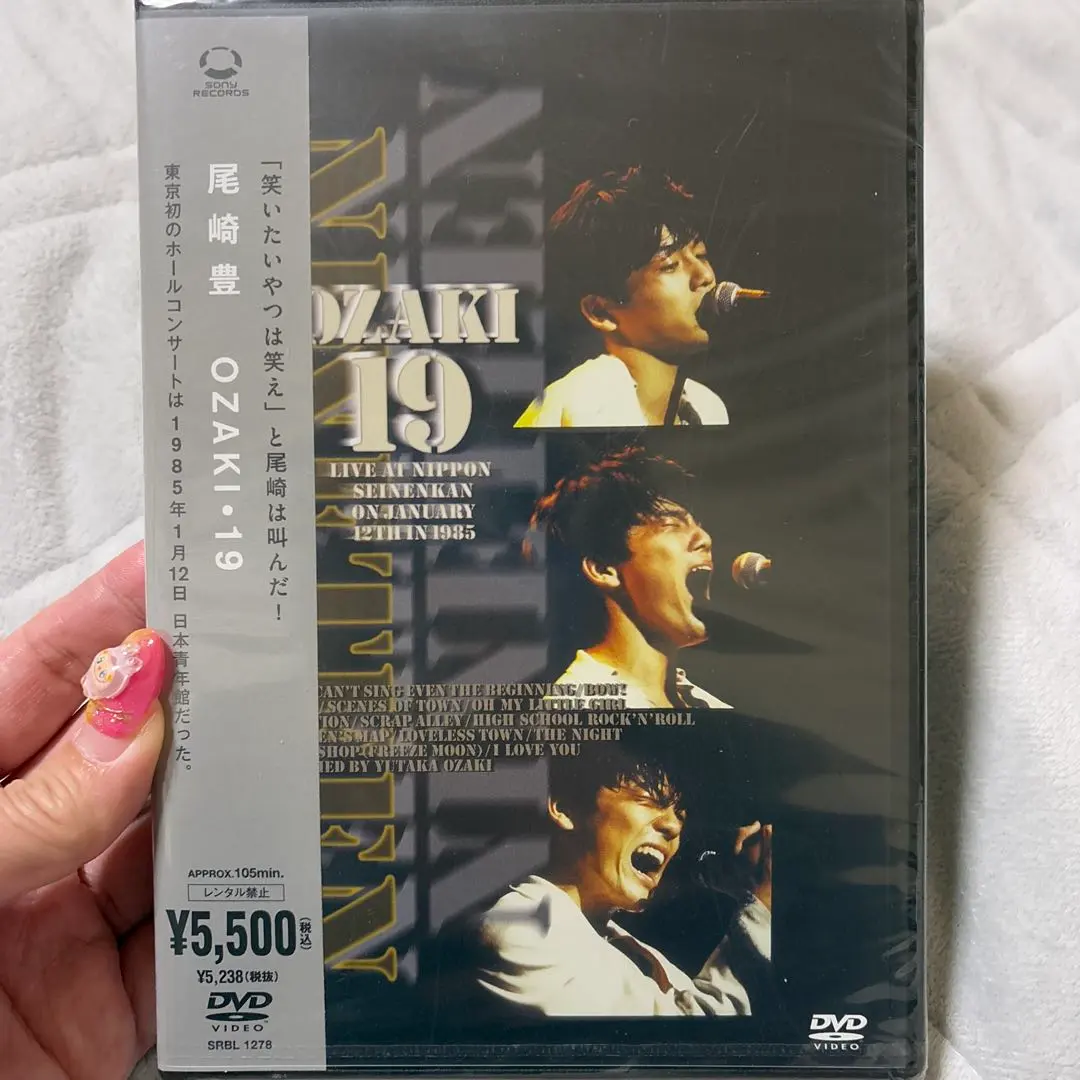 SONY
RECORDS
「笑いたいやつは笑え」と尾崎は叫んだ!
尾崎豊 OZAKI・19
東京初のホールコンサートは1985年1月12日 日本青年館だった。
APPROX.105min.
レンタル禁止
¥5,500(税込)
¥5,238(税抜)
DVD
VIDEO
SRBL 1278
OZAKI
19
LIVE AT NIPPON
SEINENKAN
ON JANUARY
12TH IN 1985
CAN'T SING EVEN THE BEGINNING/BOW!
/SCENES OF TOWN/OH MY LITTLE GIRL
TION/SCRAP ALLEY/HIGH SCHOOL ROCK'N'ROLL
EN'S MAP/LOVELESS TOWN/THE NIGHT
SHOP (FREEZE MOON)/I LOVE YOU
MED BY YUTAKA OZAKI
DVD
VIDEO